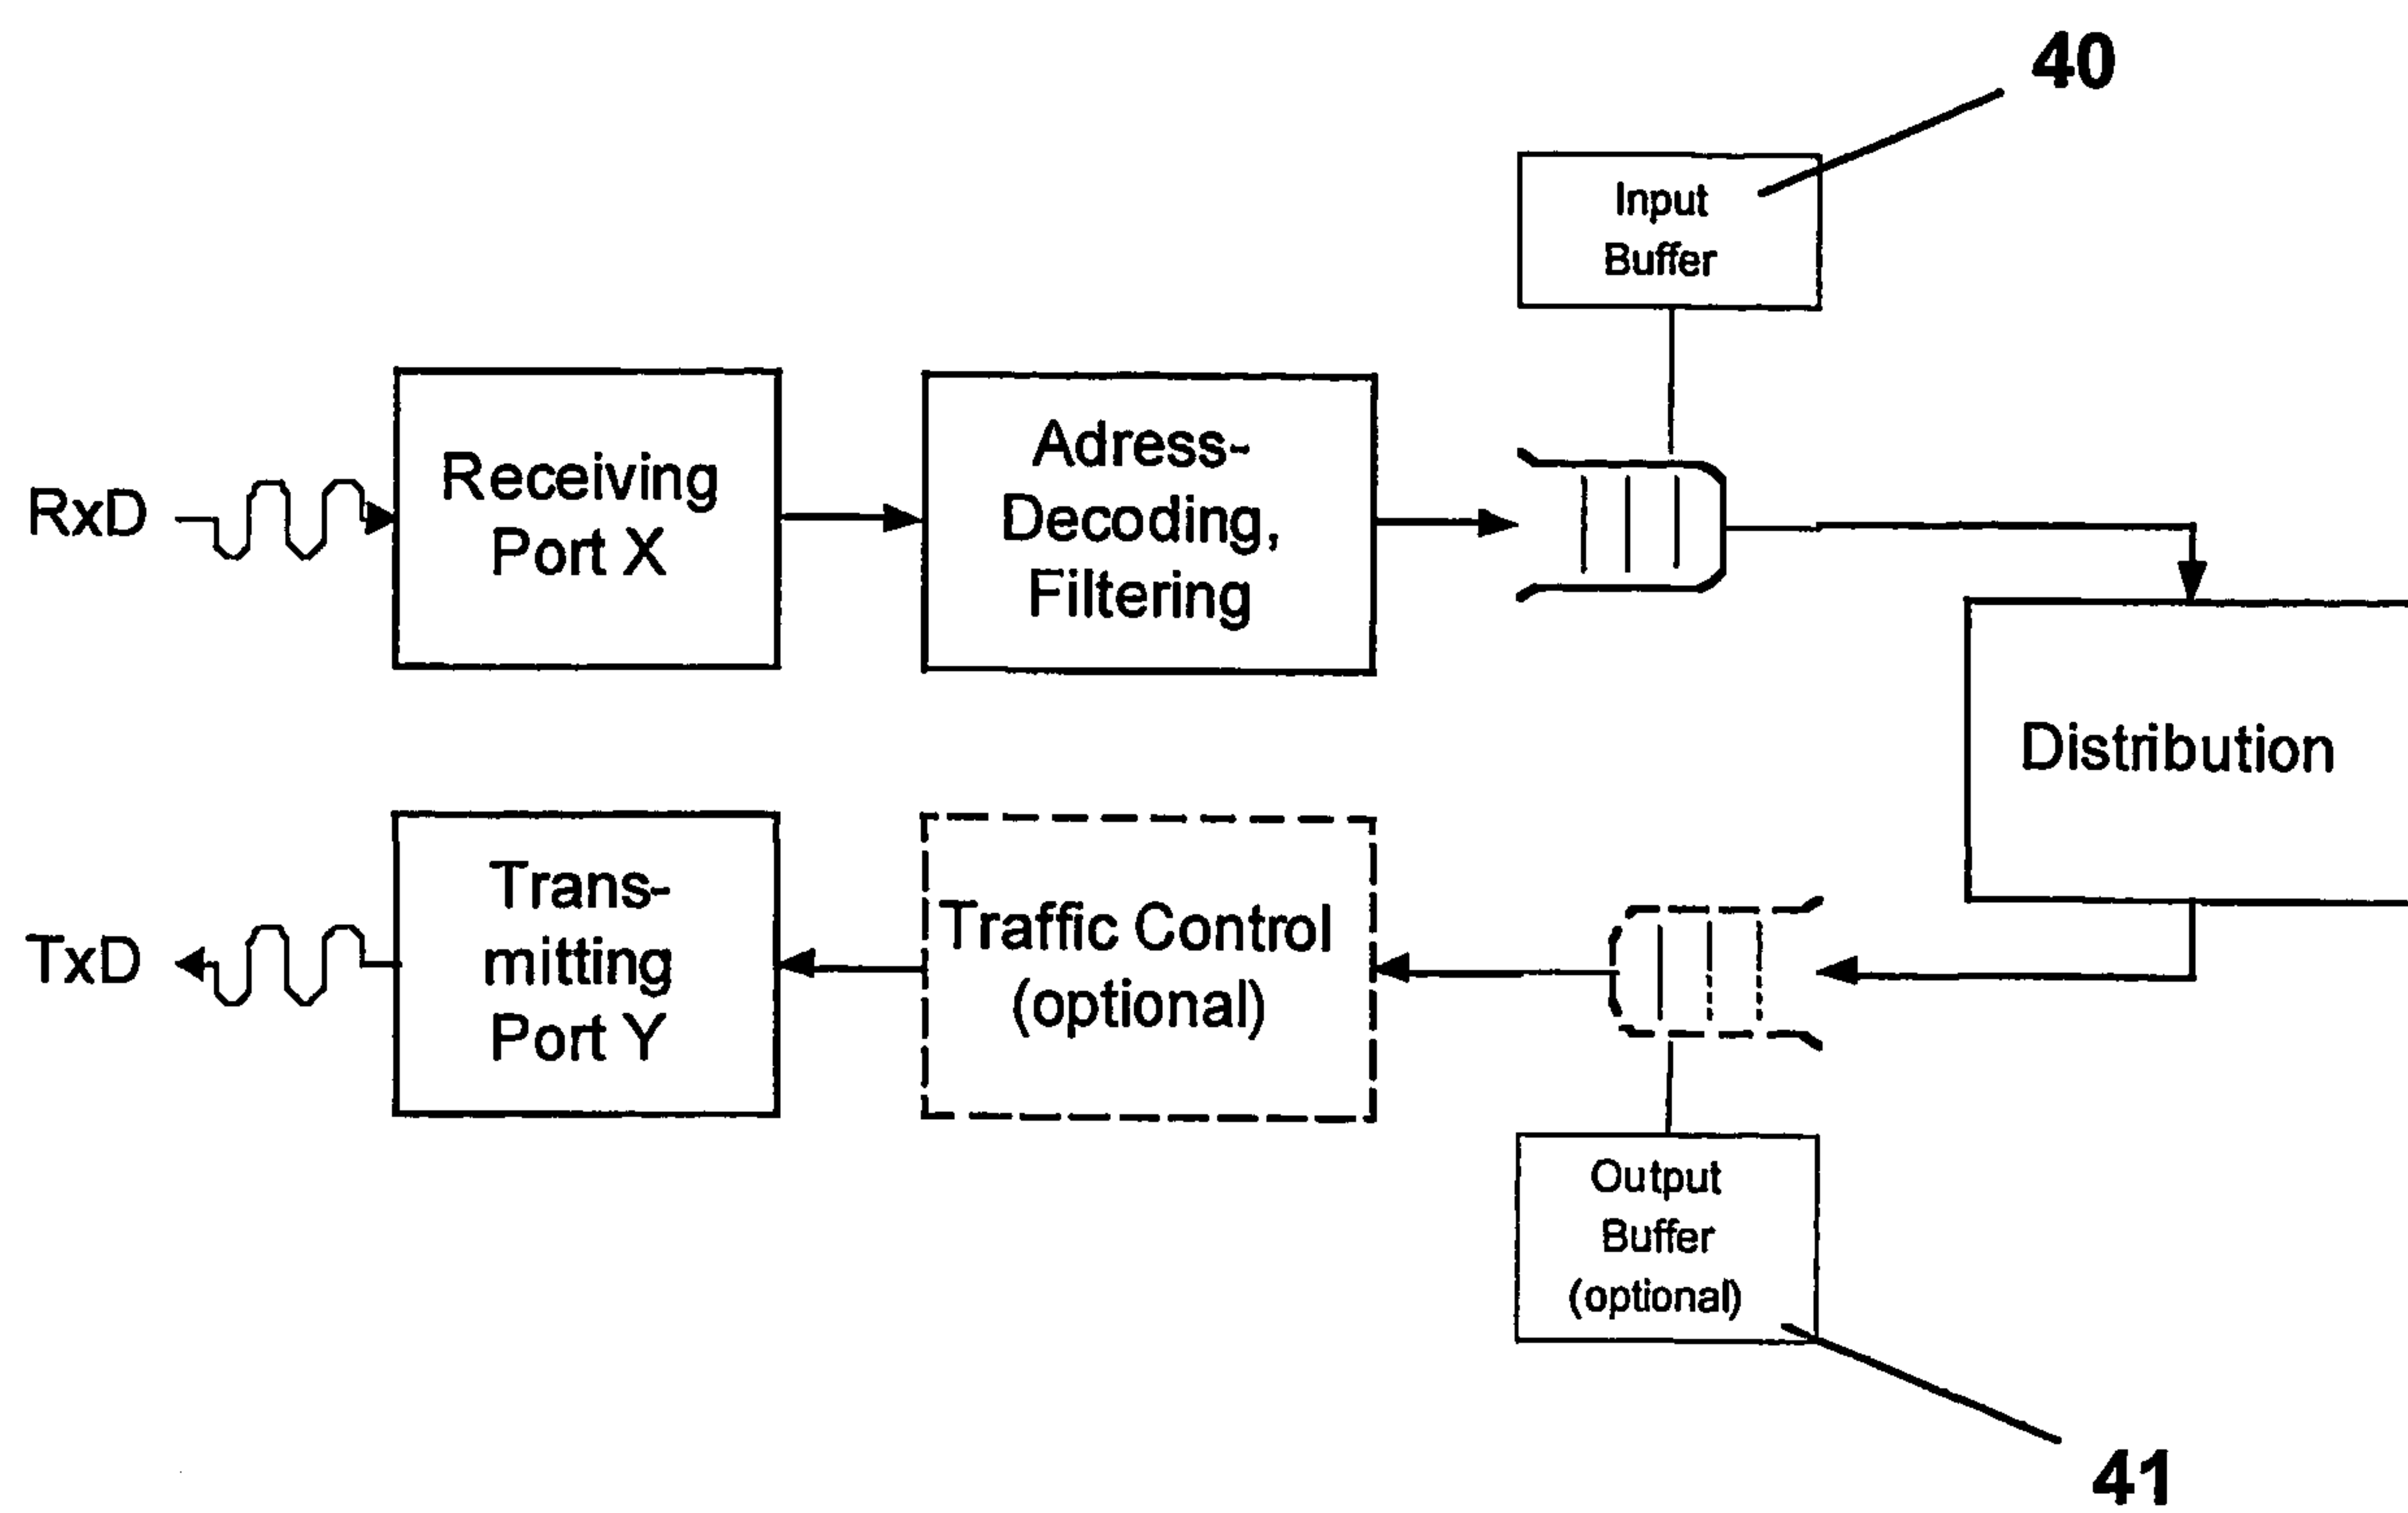 40
Input
Buffer
RxD
Receiving
Port X
Adress-
Decoding,
Filtering
Distribution
TxD
Trans-
mitting
Port Y
Traffic Control
(optional)
Output
Buffer
(optional)
41